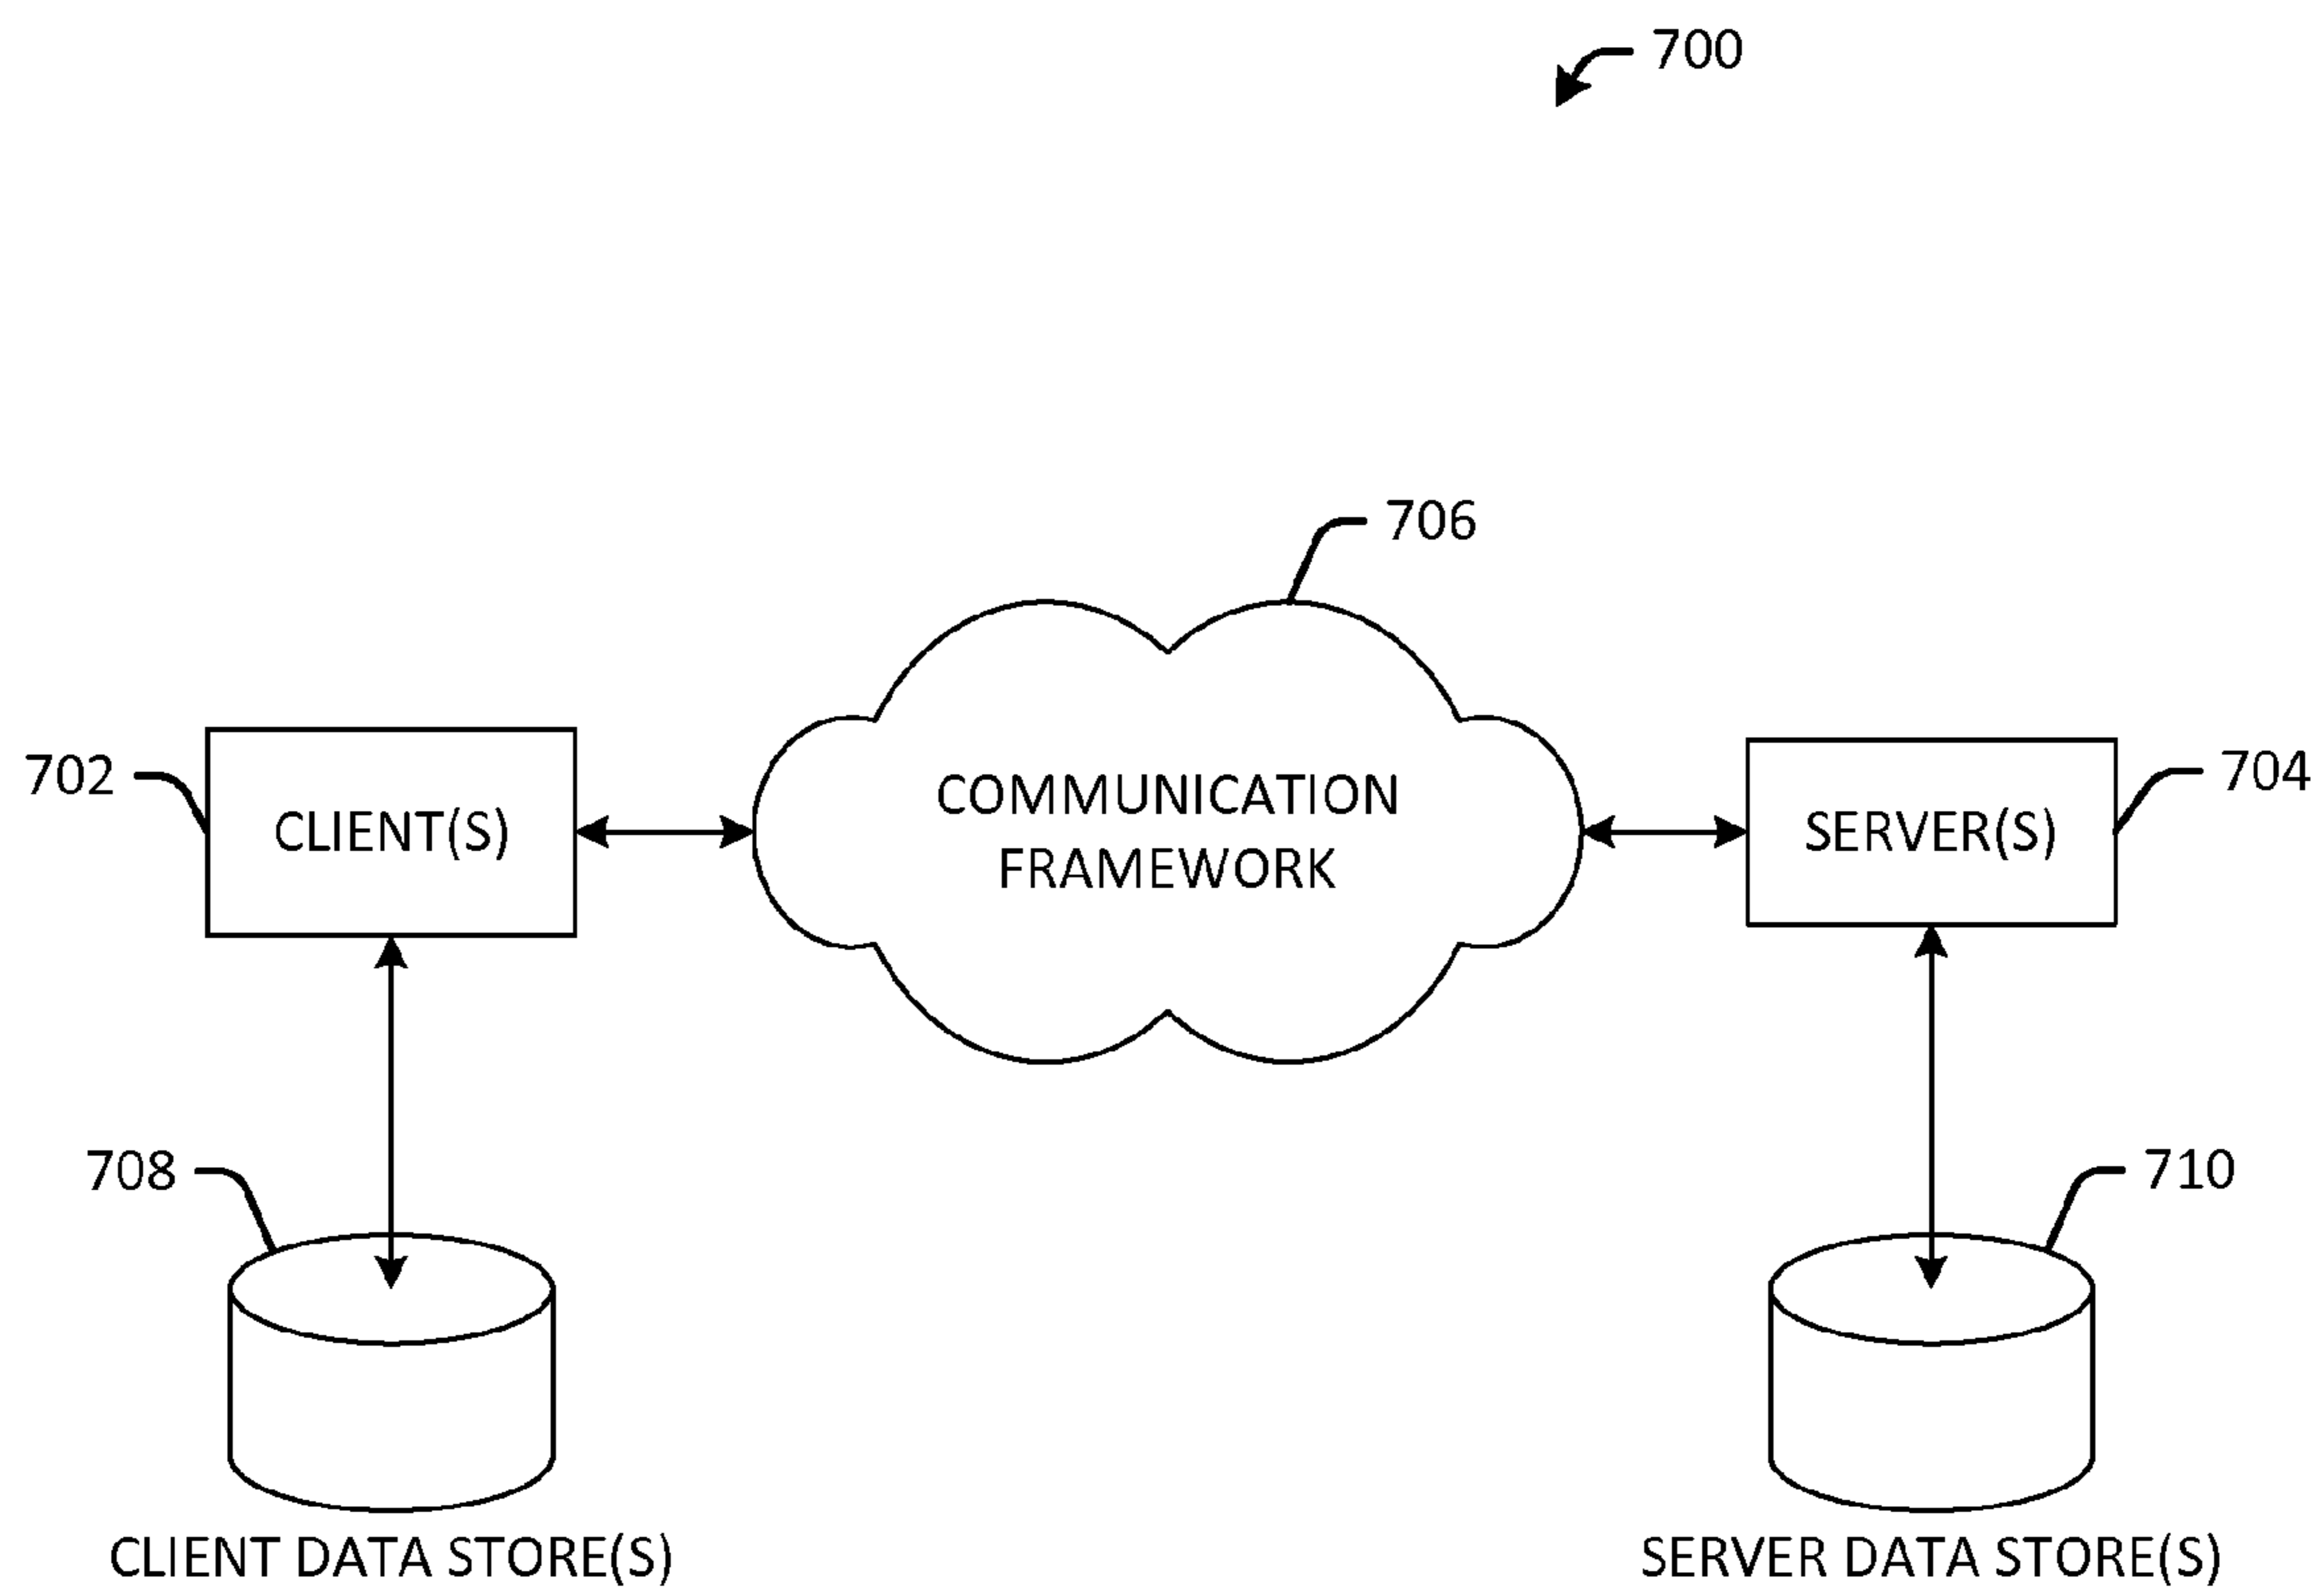 700
706
702
CLIENT(S)
COMMUNICATION
FRAMEWORK
SERVER(S)
704
708
710
CLIENT DATA STORE(S)
SERVER DATA STORE(S)